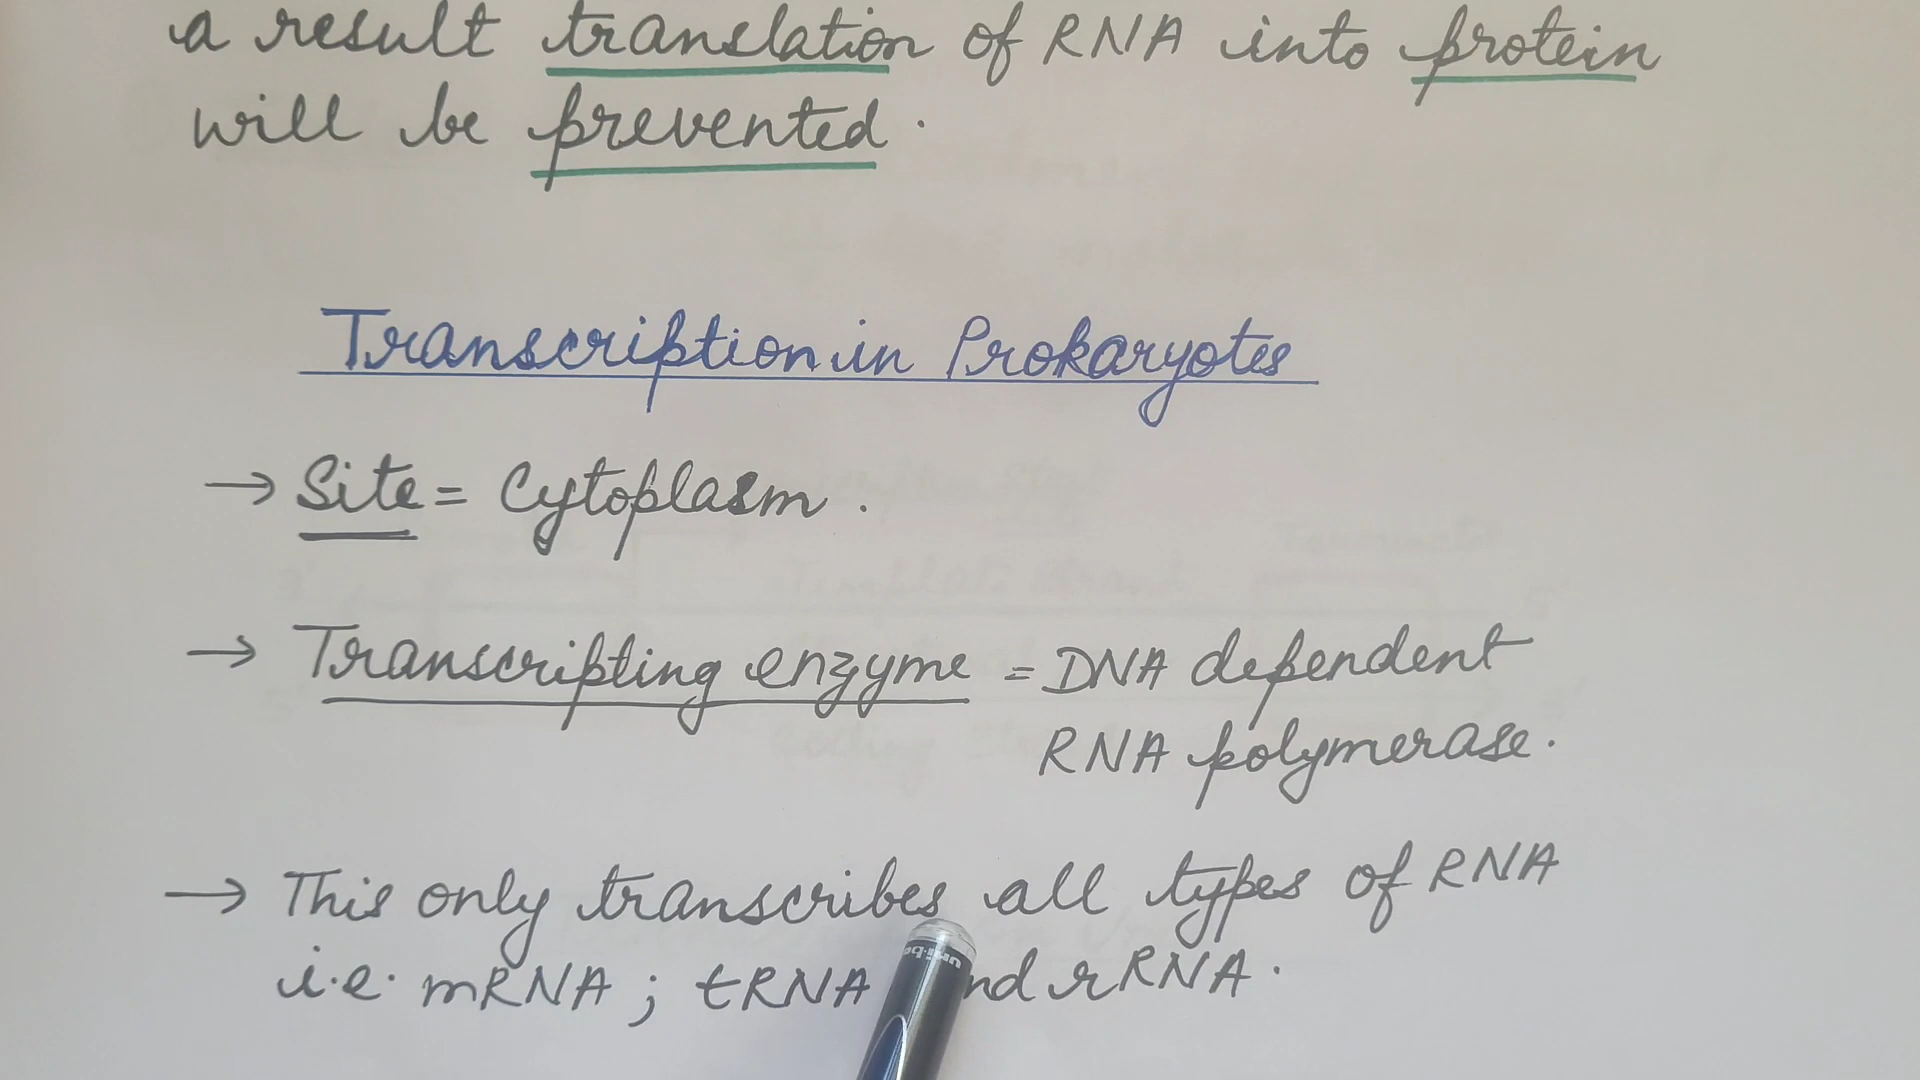 a result translation of RNA into protein
will be prevented.
Transcription in Prokaryotes
→ Site = Cytoplasm.
→ Transcripting enzyme = DNA dependent
RNA polymerase.
→ This only transcribes all types of RNA
i.e. mRNA; tRNA nd rRNA.